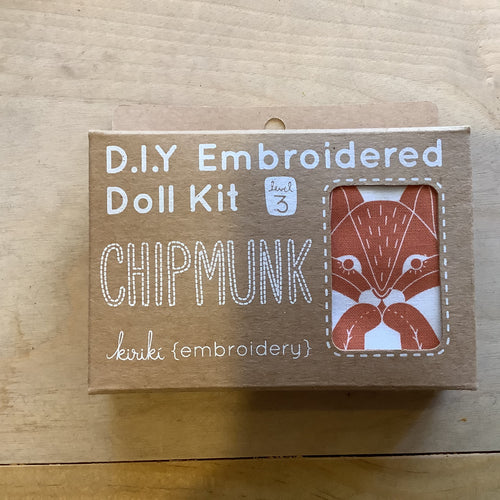 D.I.Y Embroidered
Doll Kit
level
3
CHIPMUNK
kiriki {embroidery}